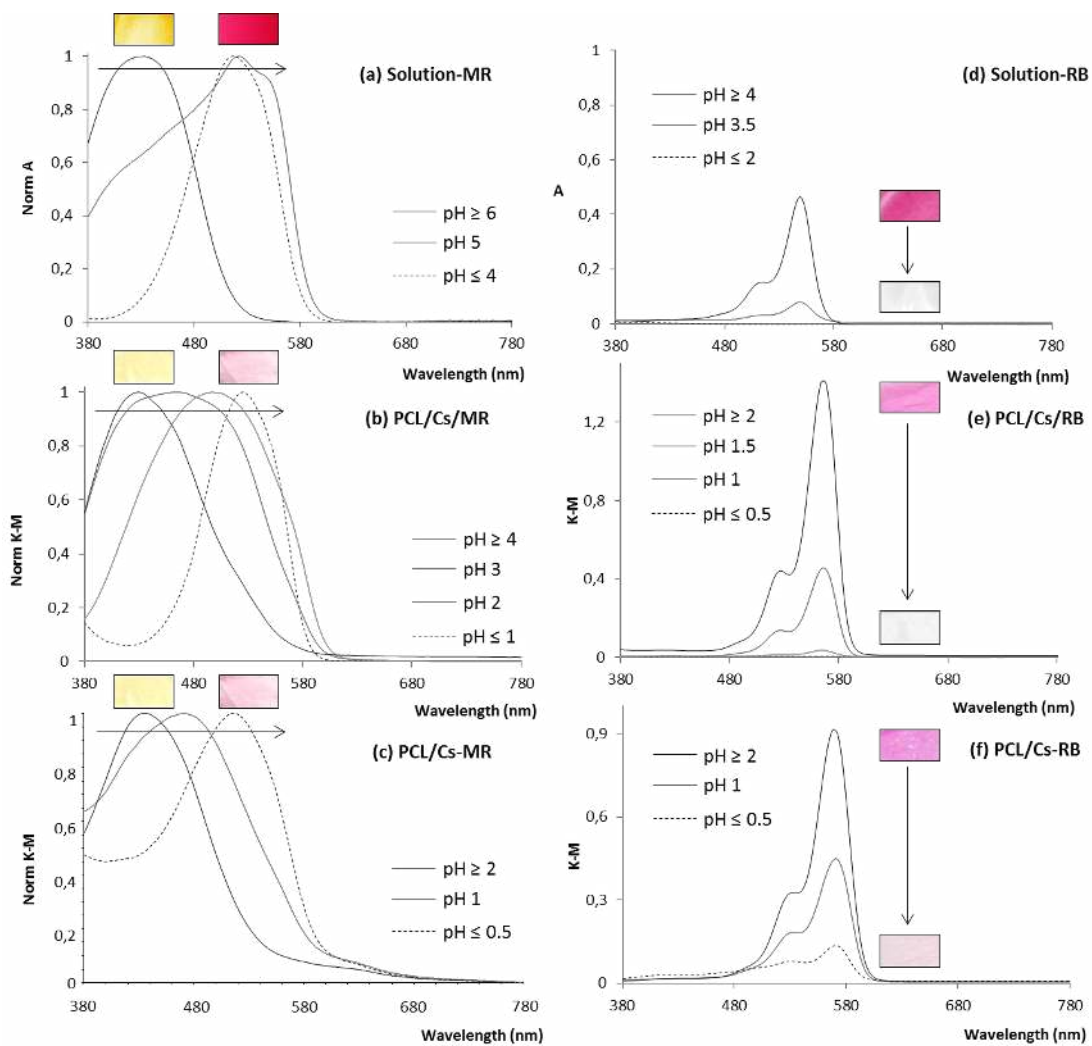 (a) Solution-MR
1
0,8
0,6
0,4
0,2
0
Norm A
pH ≥ 6
pH 5
pH ≤ 4
380
480
580
680
780
Wavelength (nm)
(b) PCL/Cs/MR
1
0,8
0,6
0,4
0,2
0
Norm K-M
pH ≥ 4
pH 3
pH 2
pH ≤ 1
380
480
580
680
780
Wavelength (nm)
(c) PCL/Cs-MR
1
0,8
0,6
0,4
0,2
0
Norm K-M
pH ≥ 2
pH 1
pH ≤ 0.5
380
480
580
680
780
Wavelength (nm)
(d) Solution-RB
1
0,8
0,6
0,4
0,2
0
A
pH ≥ 4
pH 3.5
pH ≤ 2
380
480
580
680
780
Wavelength (nm)
(e) PCL/Cs/RB
1,2
0,8
0,4
0
K-M
pH ≥ 2
pH 1.5
pH 1
pH ≤ 0.5
380
480
580
680
780
Wavelength (nm)
(f) PCL/Cs-RB
0,9
0,6
0,3
0
K-M
pH ≥ 2
pH 1
pH ≤ 0.5
380
480
580
680
780
Wavelength (nm)